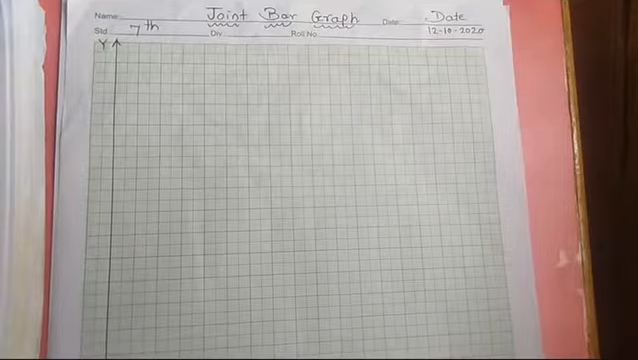 Name: Joint Bar Graph Date: Date
Std. 7th Div. Roll No. 12-10-2020
Y